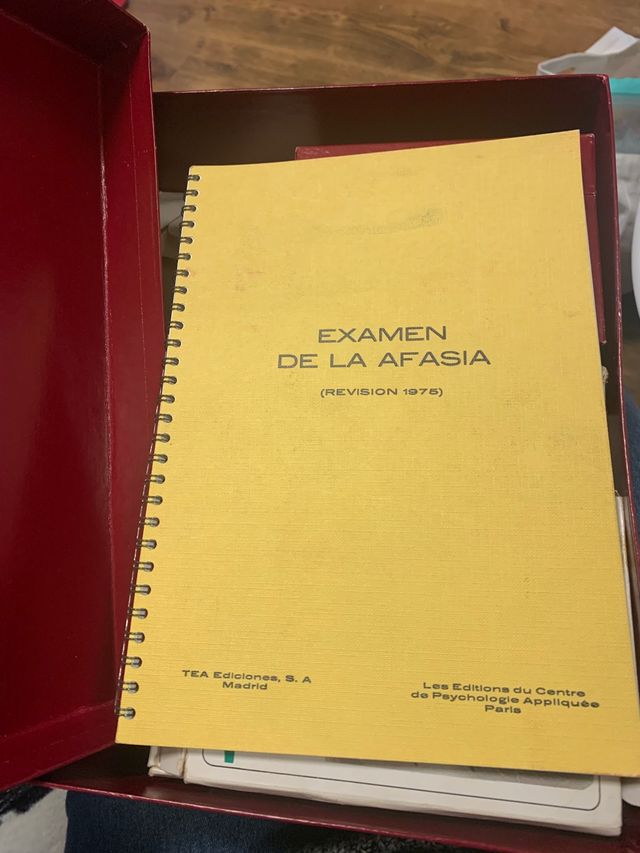 EXAMEN
DE LA AFASIA
(REVISION 1975)
TEA Ediciones, S. A
Madrid
Les Editions du Centre
de Psychologie Appliquée
Paris